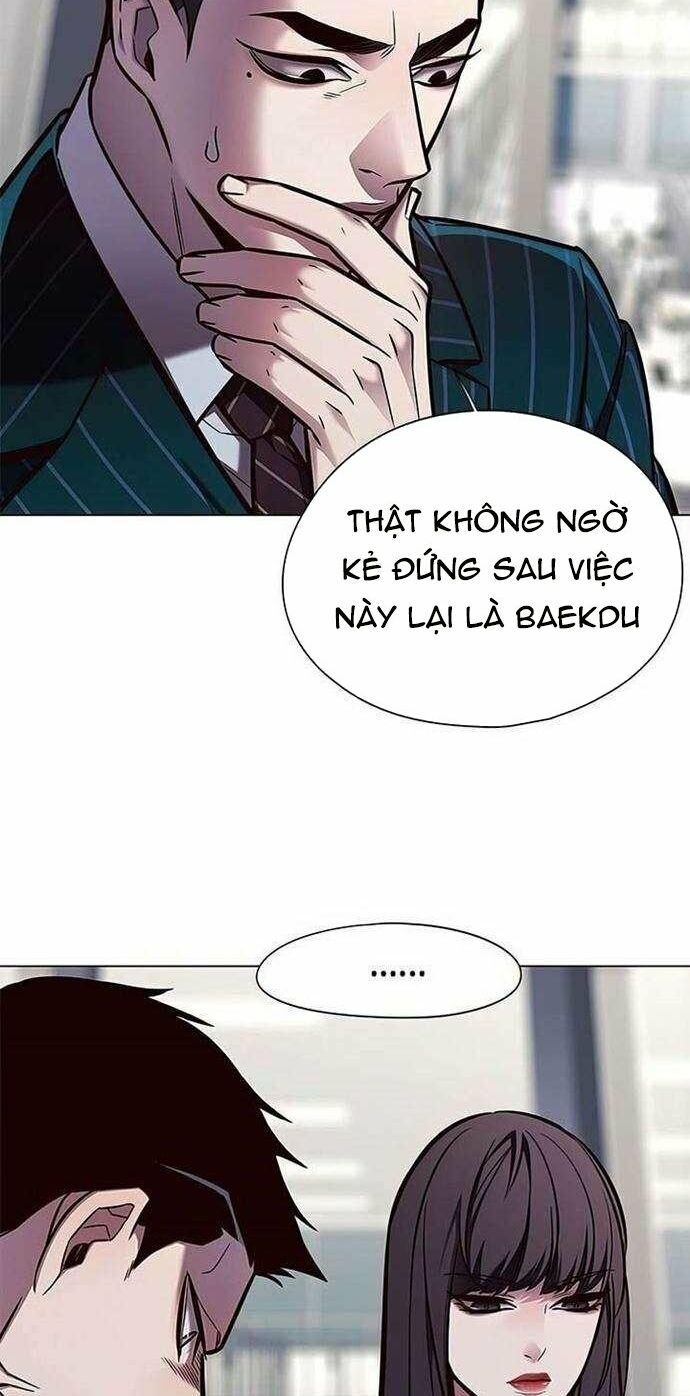 THẬT KHÔNG NGỜ
KẺ ĐỨNG SAU VIỆC
NÀY LẠI LÀ BAEKDU
......